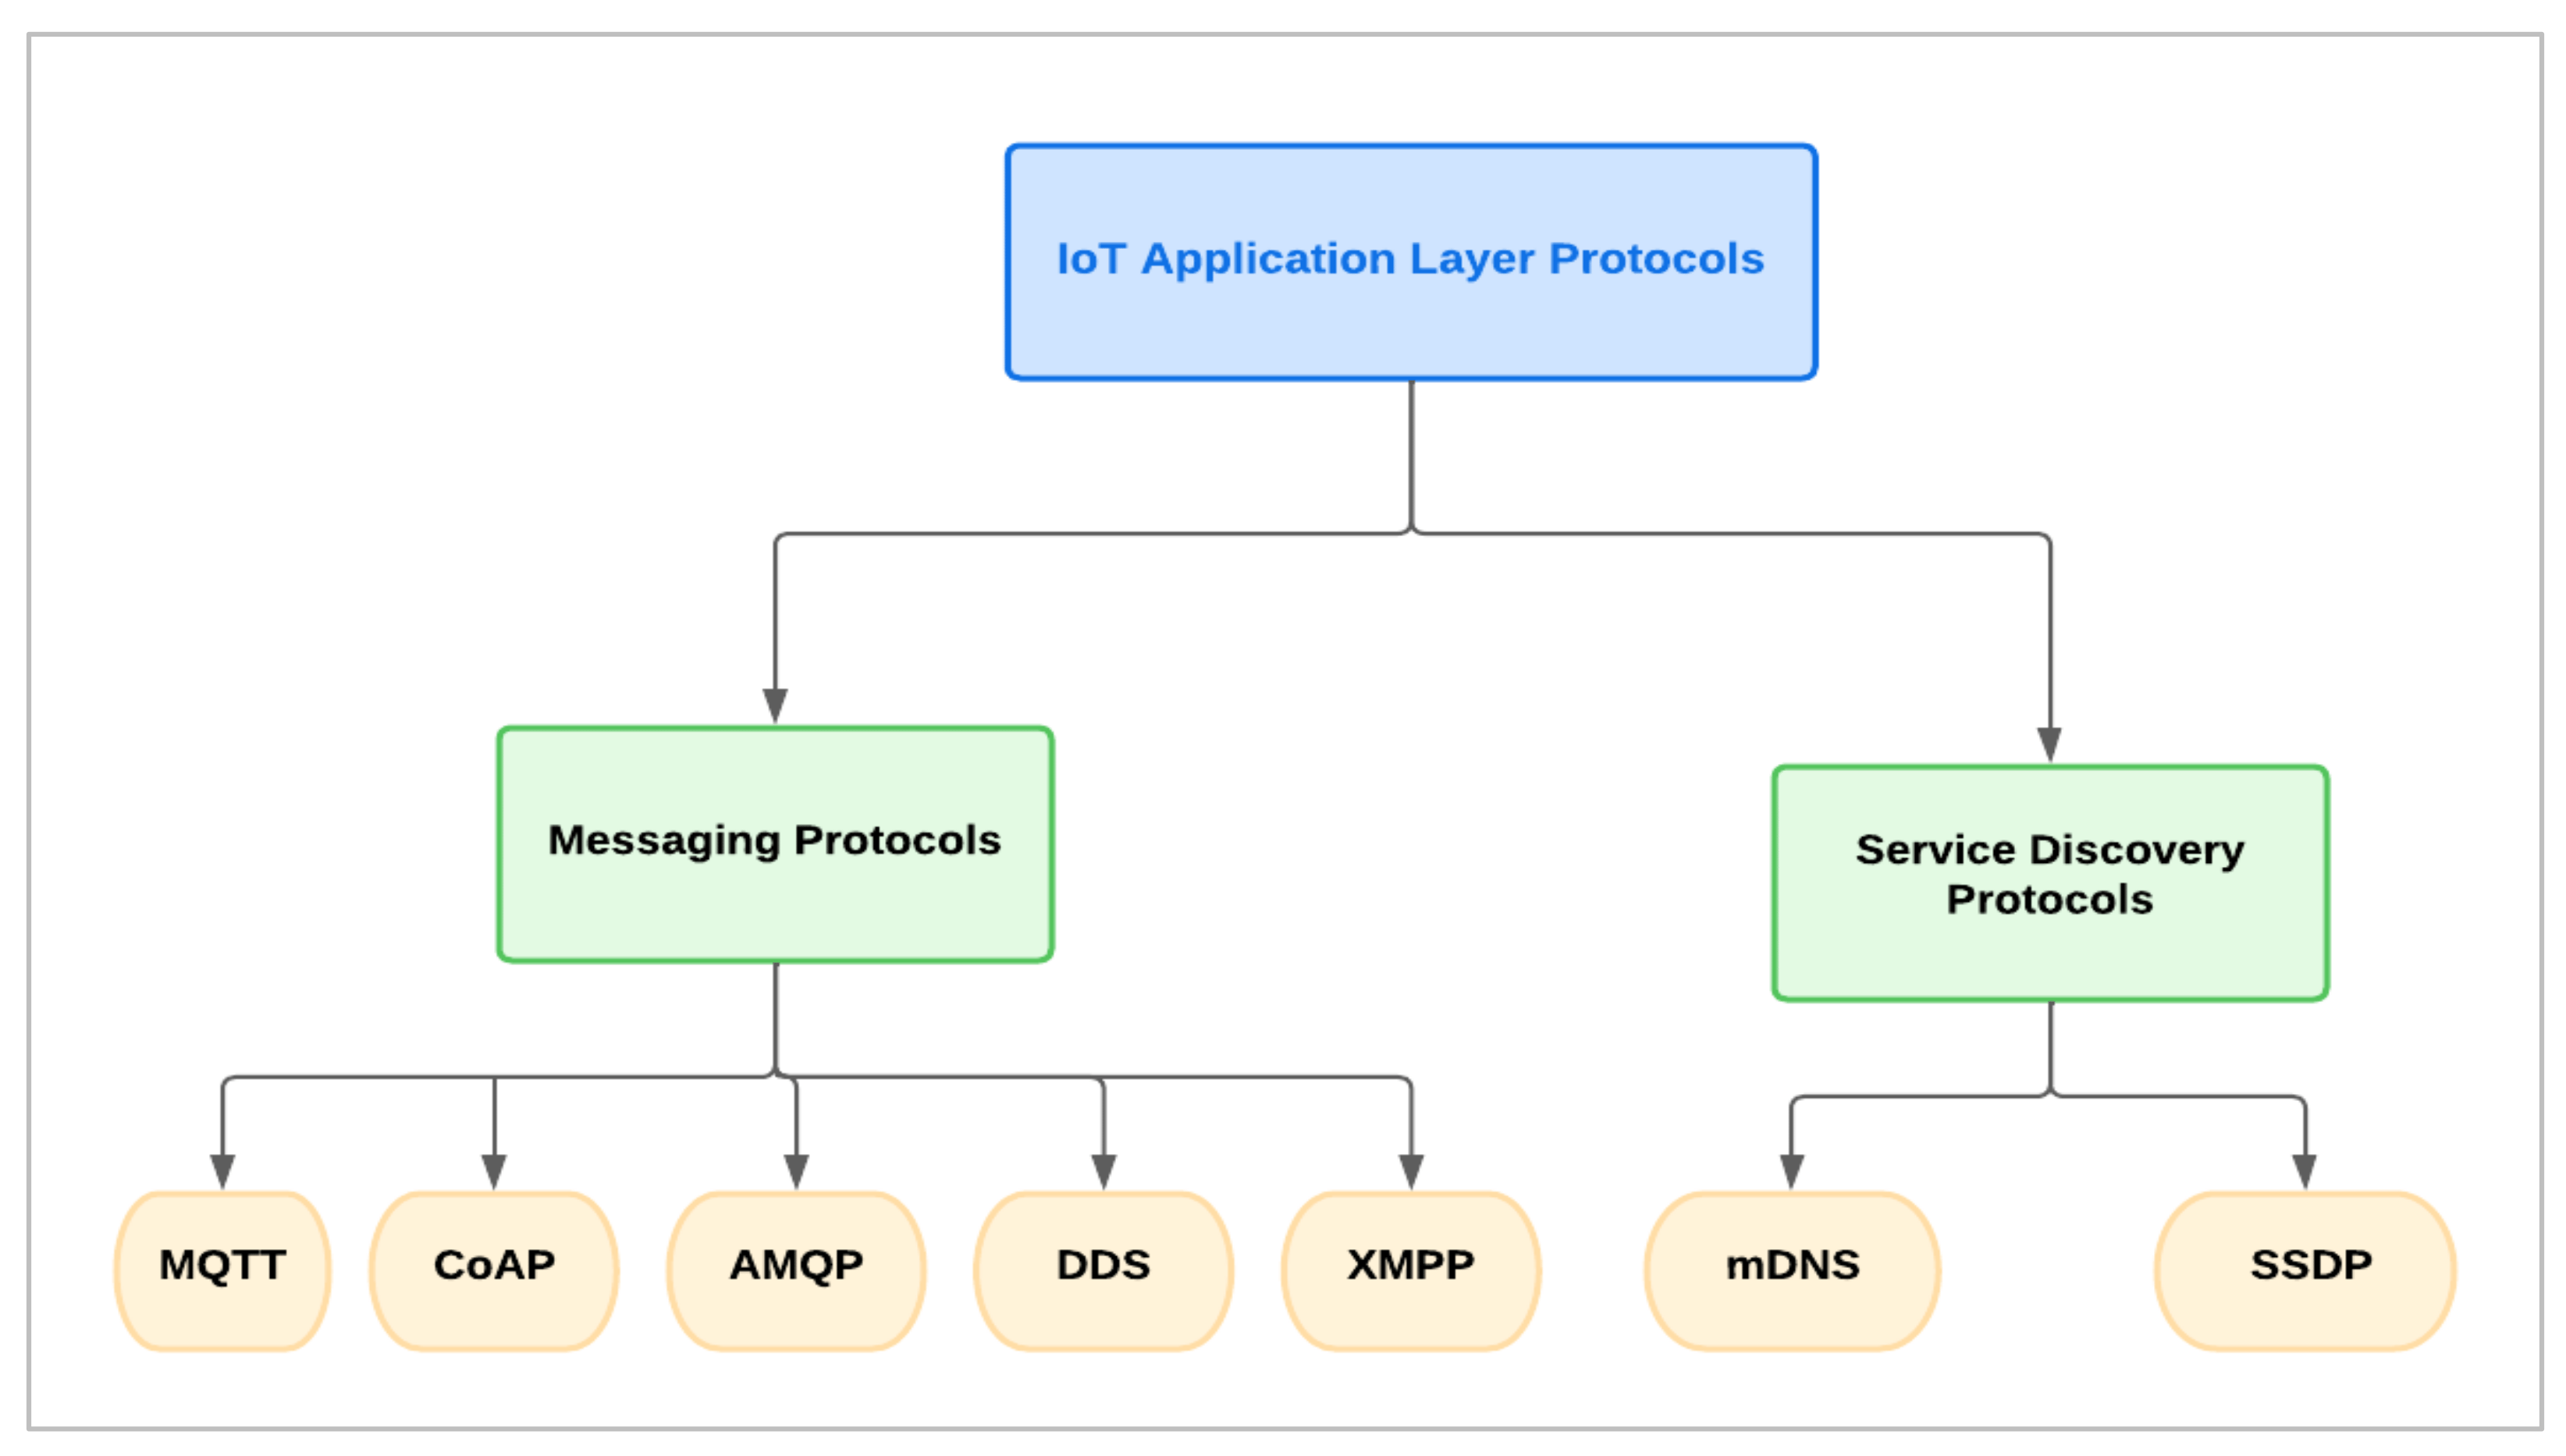 IoT Application Layer Protocols
Messaging Protocols
Service Discovery
Protocols
MQTT
CoAP
AMQP
DDS
XMPP
mDNS
SSDP